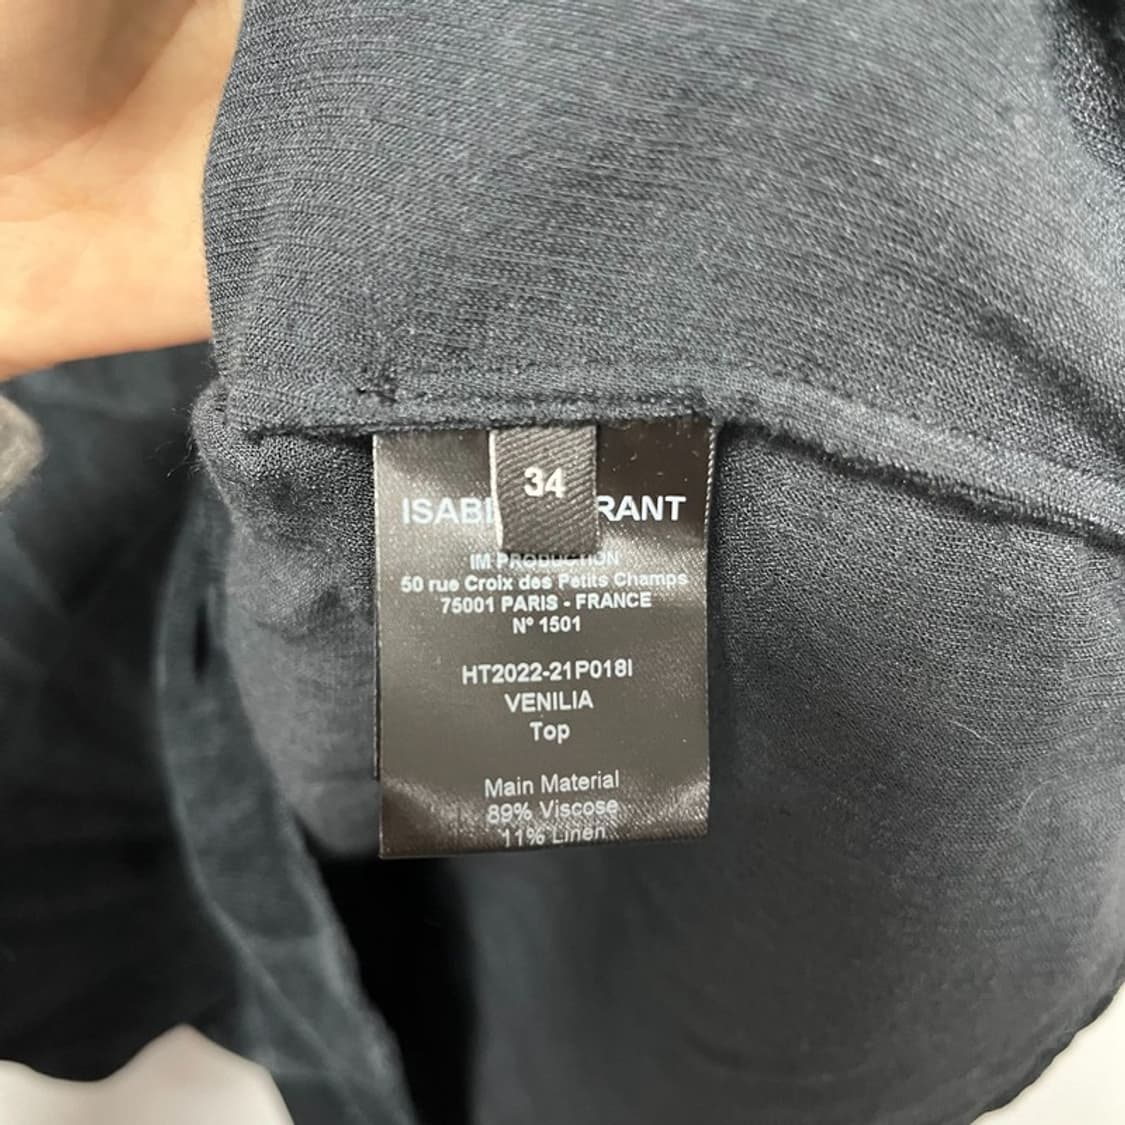 34
ISAB RANT
IM PRODUCTION
50 rue Croix des Petits Champs
75001 PARIS - FRANCE
N° 1501
HT2022-21P018I
VENILIA
Top
Main Material
89% Viscose
11% Linen